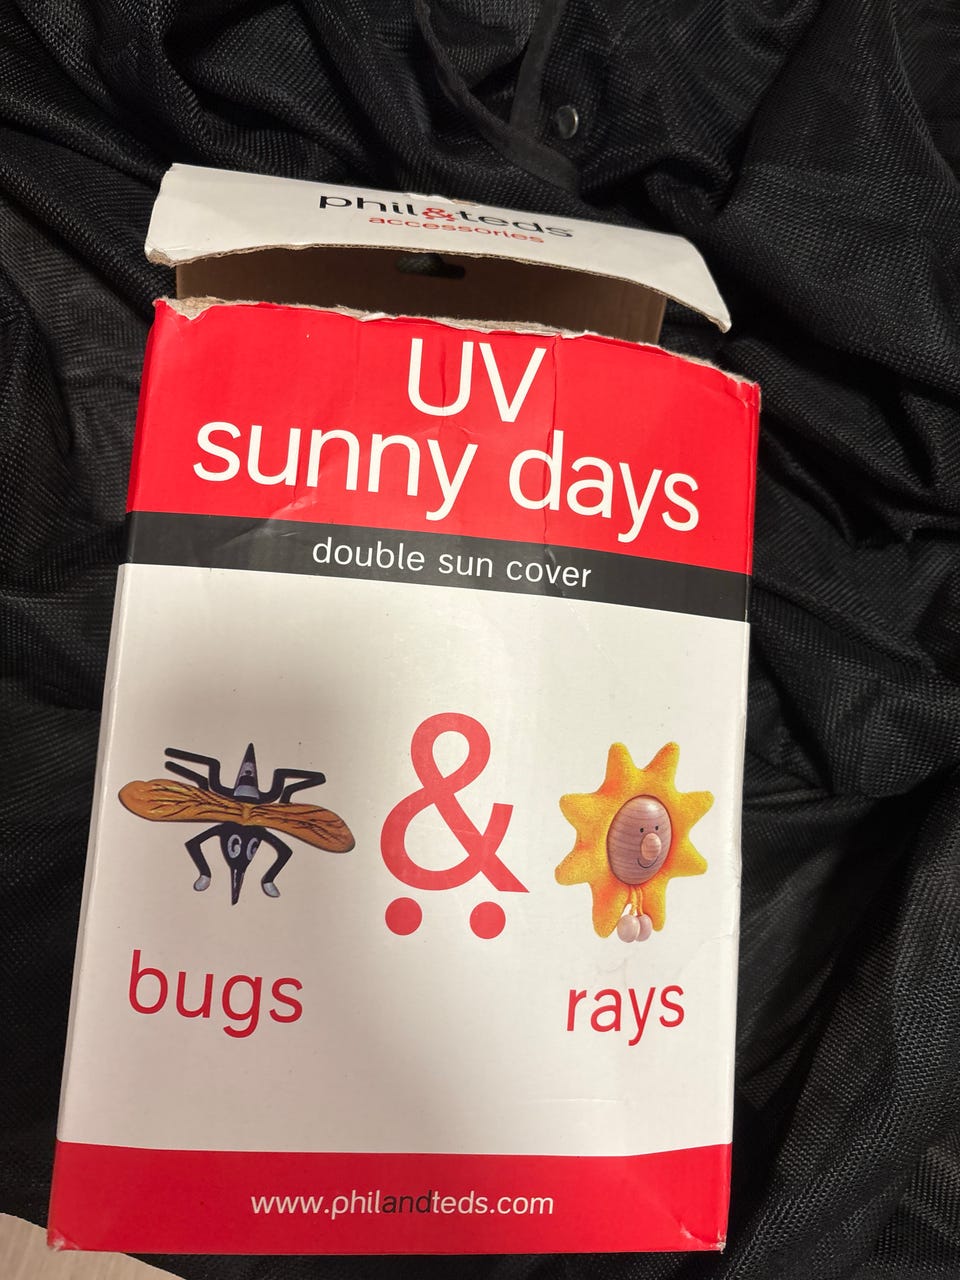 phil&teds
accessories
UV
sunny days
double sun cover
&
bugs
rays
www.philandteds.com